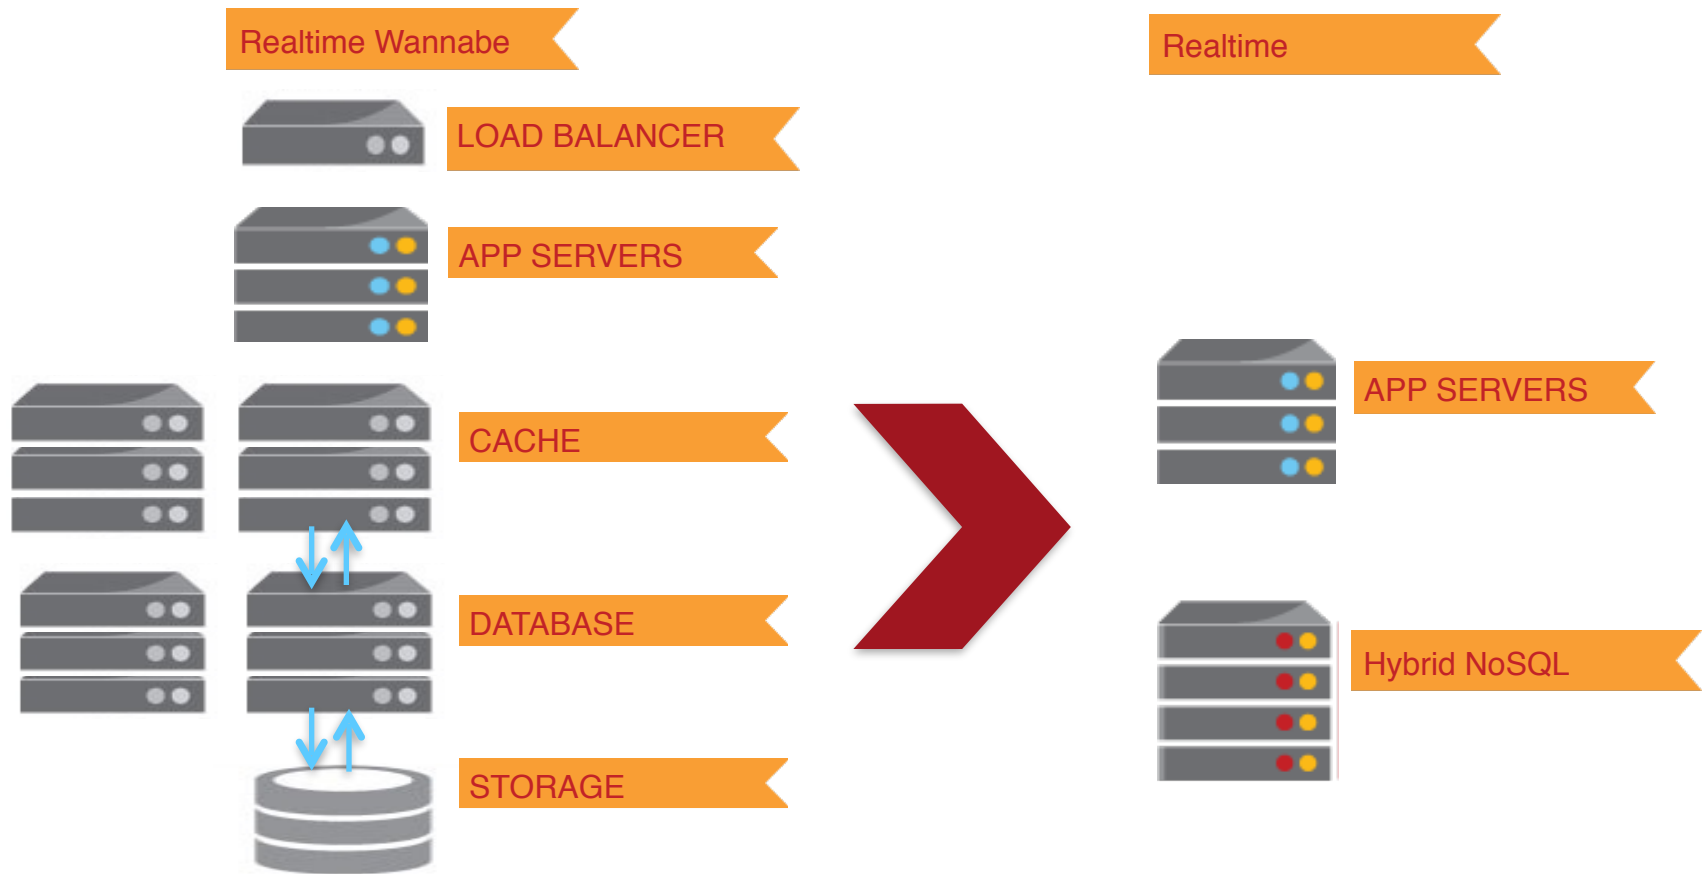 Realtime Wannabe
LOAD BALANCER
APP SERVERS
CACHE
DATABASE
STORAGE
Realtime
APP SERVERS
Hybrid NoSQL